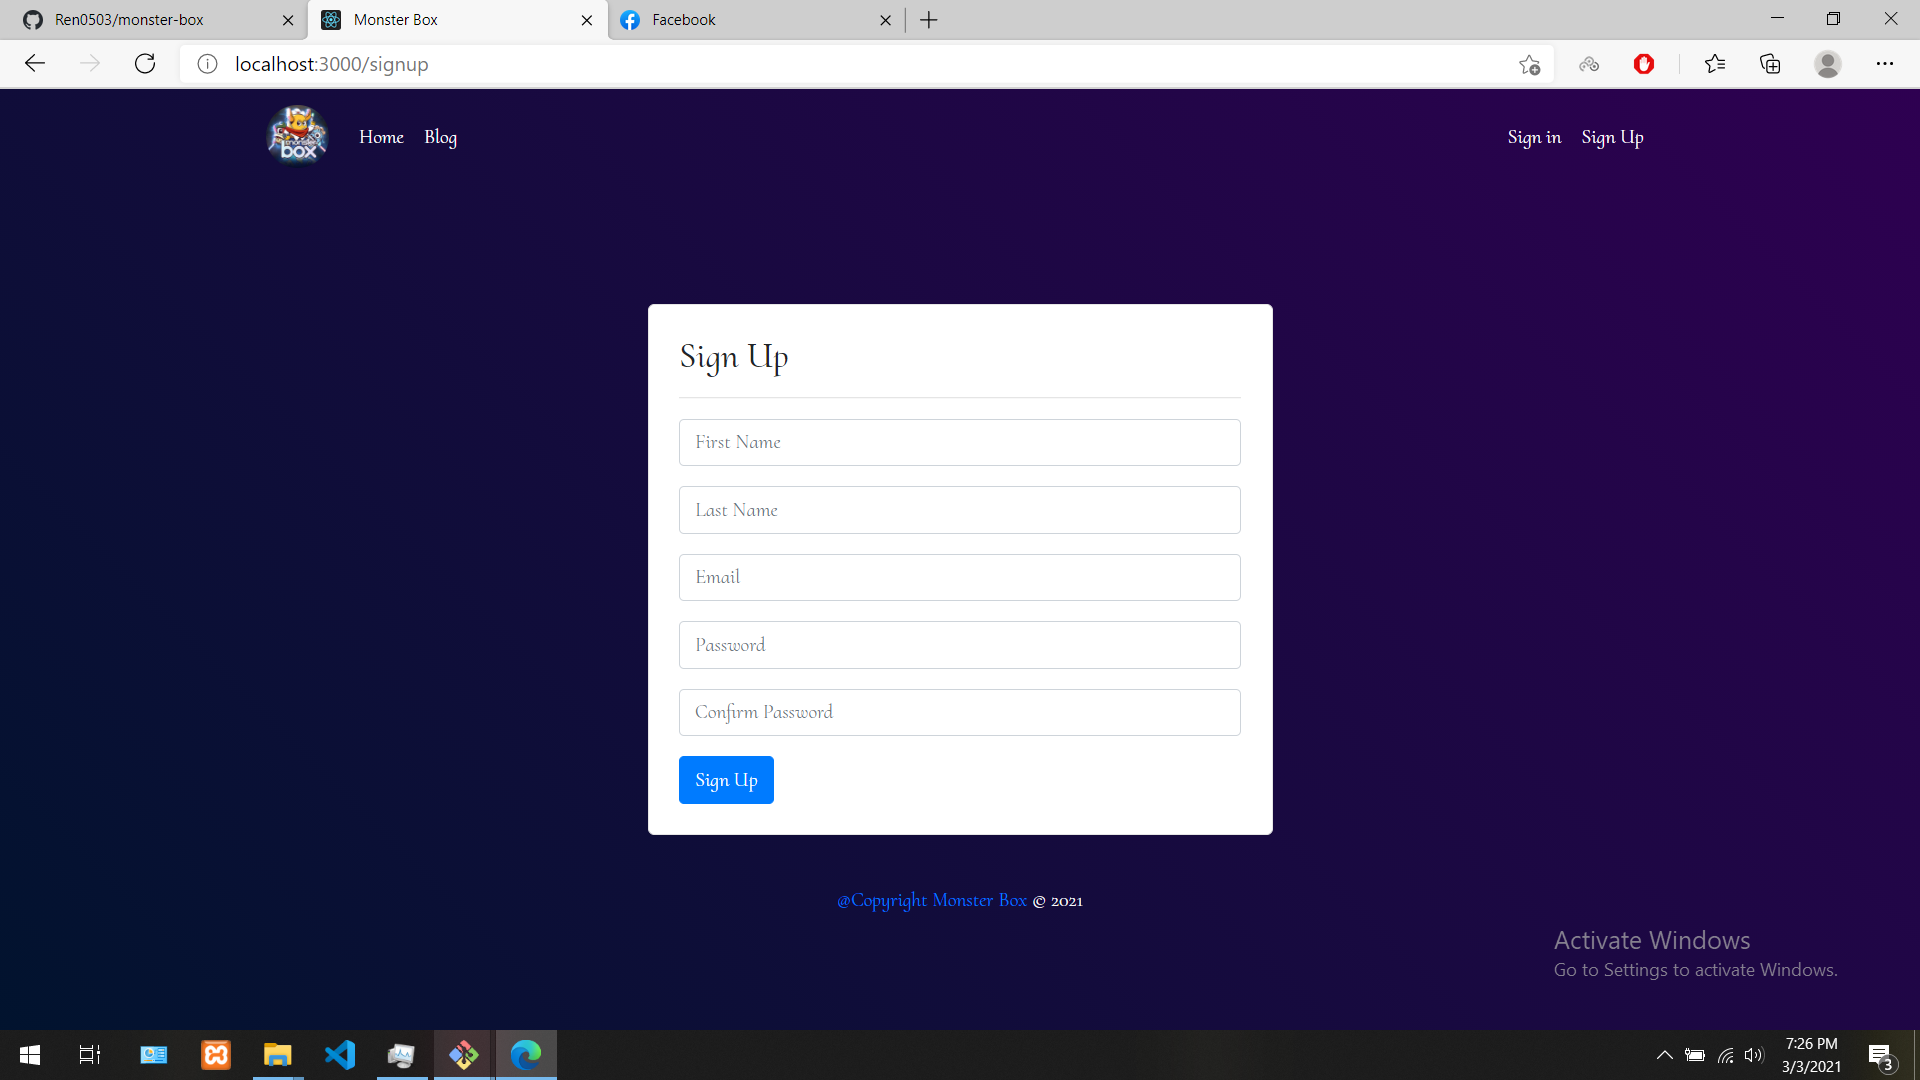 Ren0503/monster-box
Monster Box
Facebook
localhost:3000/signup
monster
box
Home
Blog
Sign in
Sign Up
Sign Up
First Name
Last Name
Email
Password
Confirm Password
Sign Up
@Copyright Monster Box © 2021
Activate Windows
Go to Settings to activate Windows.
7:26 PM
3/3/2021
3